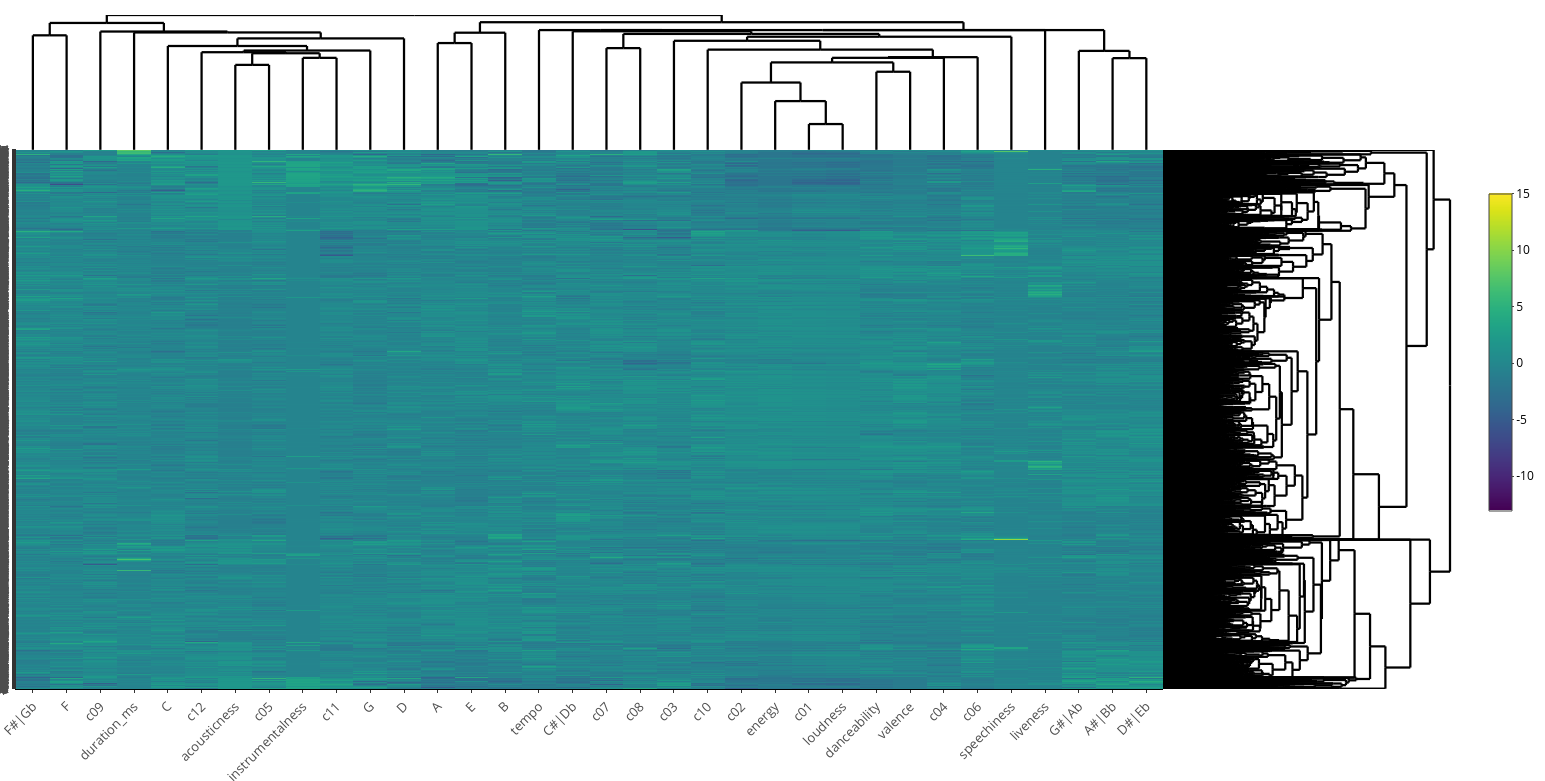 15
10
5
0
-5
-10
F#|Gb
F
c09
duration_ms
C
c12
acousticness
c05
instrumentalness
c11
G
D
A
E
B
tempo
C#|Db
c07
c08
c03
c10
c02
energy
c01
loudness
danceability
valence
c04
c06
speechiness
liveness
G#|Ab
A#|Bb
D#|Eb